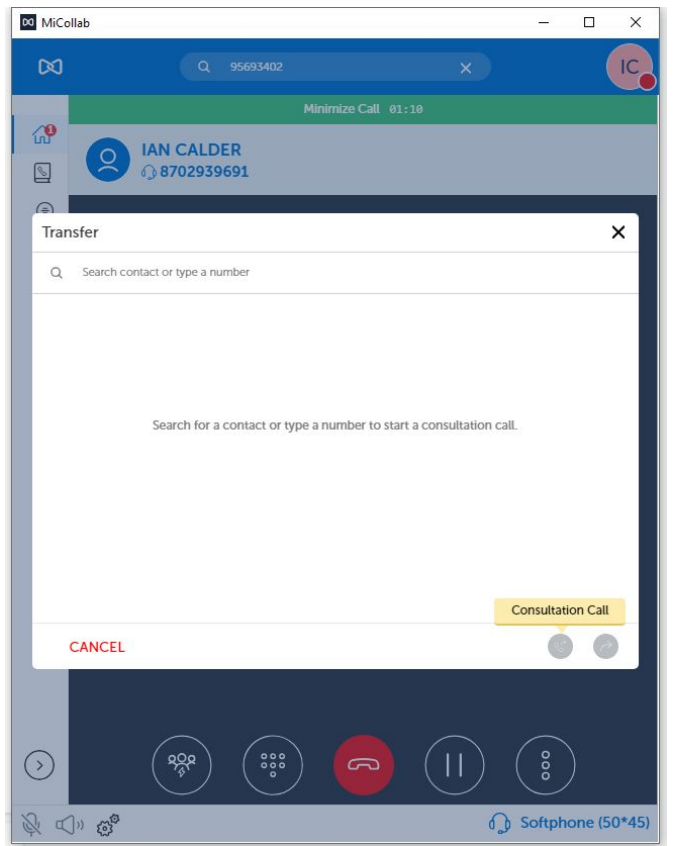 MiCollab
95693402
IC
Minimize Call 01:10
1
IAN CALDER
8702939691
Transfer
Search contact or type a number
Search for a contact or type a number to start a consultation call.
Consultation Call
CANCEL
Softphone (50*45)